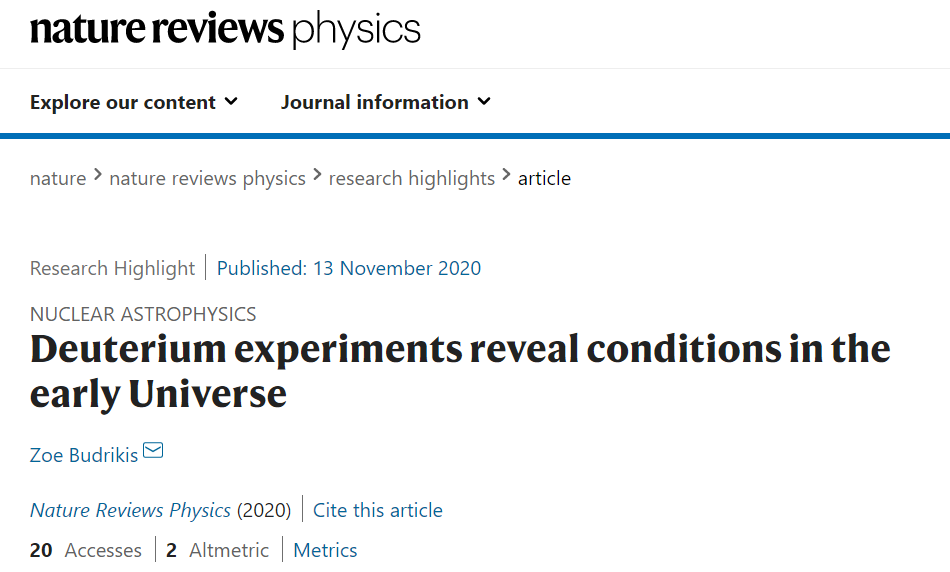 nature reviews physics
Explore our content Journal information
nature > nature reviews physics > research highlights > article
Research Highlight | Published: 13 November 2020
NUCLEAR ASTROPHYSICS
Deuterium experiments reveal conditions in the
early Universe
Zoe Budrikis
Nature Reviews Physics (2020) | Cite this article
20 Accesses | 2 Altmetric | Metrics